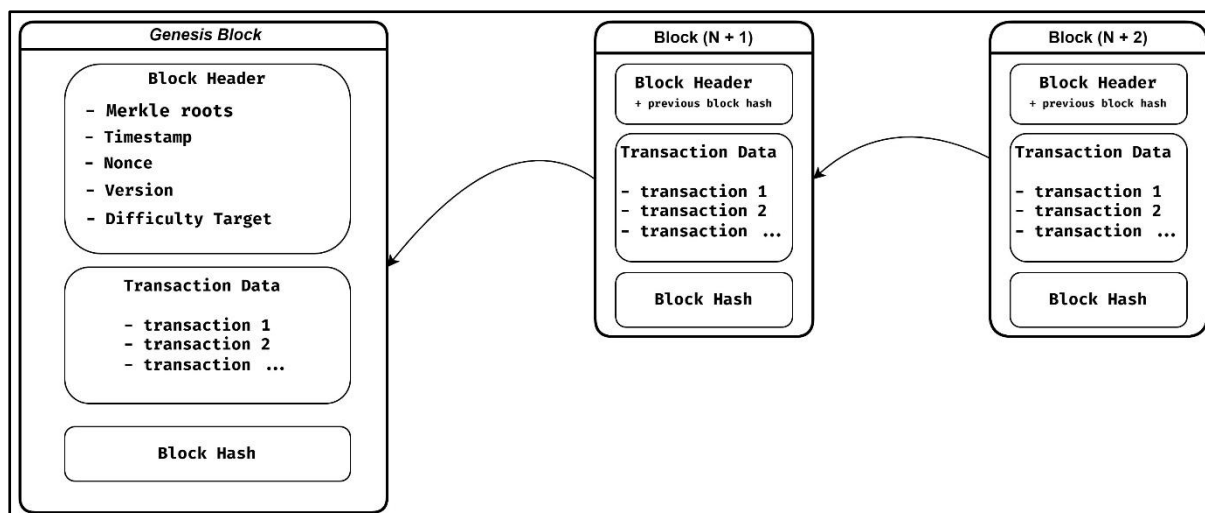 Genesis Block
Block Header
- Merkle roots
- Timestamp
- Nonce
- Version
- Difficulty Target
Transaction Data
- transaction 1
- transaction 2
- transaction ...
Block Hash
Block (N + 1)
Block Header
+ previous block hash
Transaction Data
- transaction 1
- transaction 2
- transaction ...
Block Hash
Block (N + 2)
Block Header
+ previous block hash
Transaction Data
- transaction 1
- transaction 2
- transaction ...
Block Hash